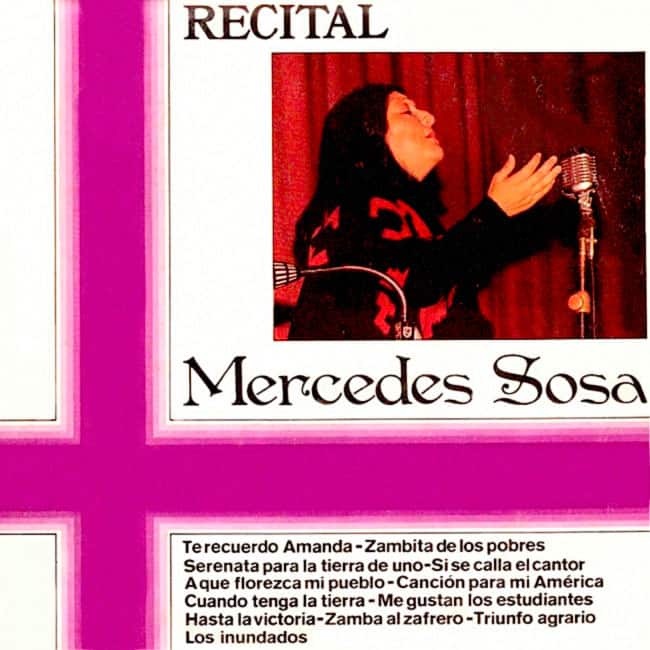 RECITAL
Mercedes Sosa
Te recuerdo Amanda - Zambita de los pobres
Serenata para la tierra de uno - Si se calla el cantor
A que florezca mi pueblo - Canción para mi América
Cuando tenga la tierra - Me gustan los estudiantes
Hasta la victoria - Zamba al zafrero - Triunfo agrario
Los inundados